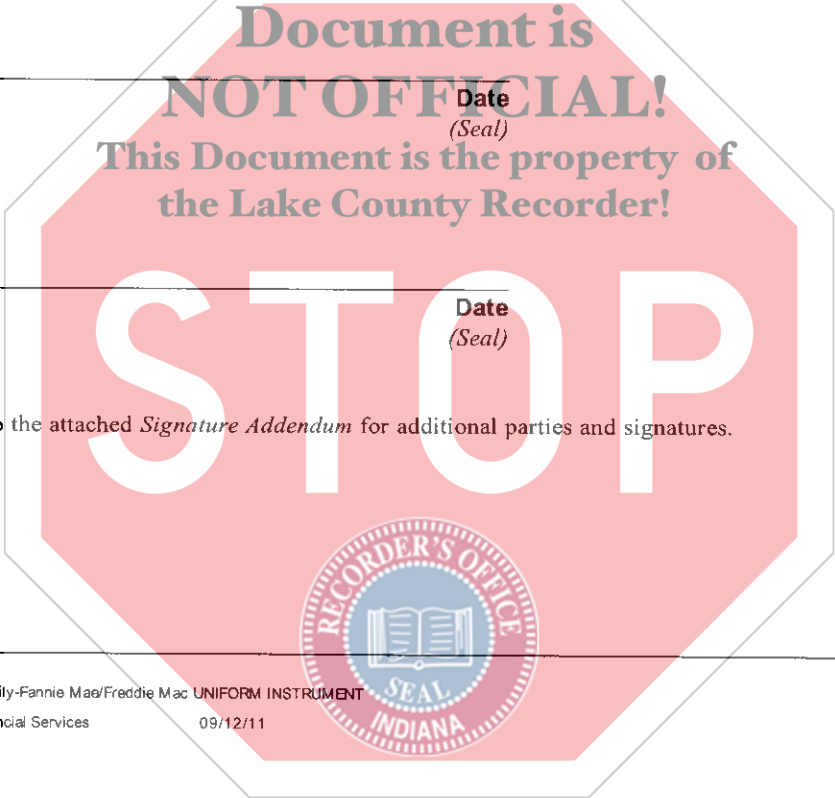 Document is
NOT OFFICIAL!
Date
(Seal)
This Document is the property of
the Lake County Recorder!
STOP
Date
(Seal)
the attached Signature Addendum for additional parties and signatures.
RECORDER'S OFFICE
SEAL
INDIANA
ily-Fannie Mae/Freddie Mac UNIFORM INSTRUMENT
ncial Services 09/12/11